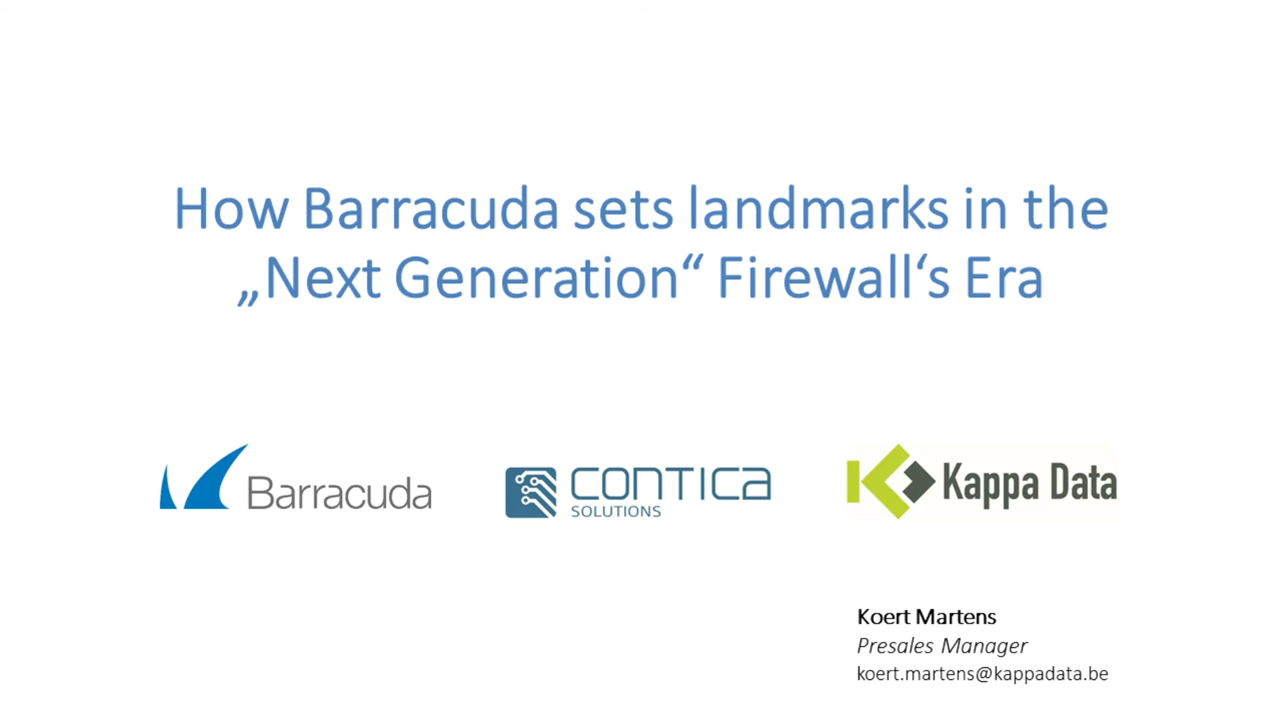 How Barracuda sets landmarks in the
„Next Generation“ Firewall‘s Era
Barracuda
CONTICA
SOLUTIONS
Kappa Data
Koert Martens
Presales Manager
koert.martens@kappadata.be